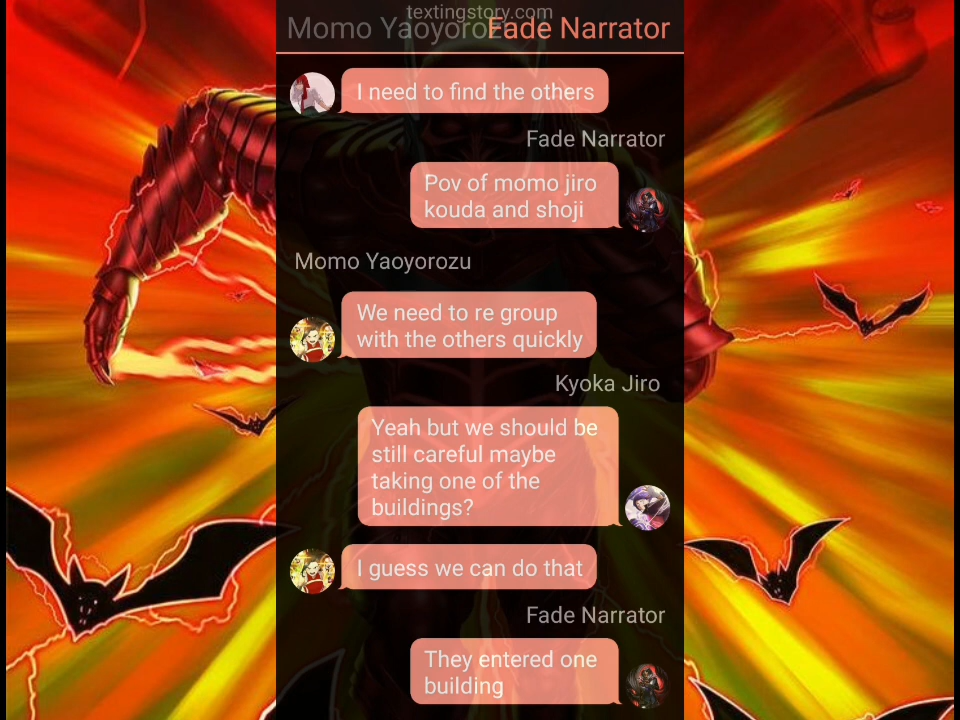 textingstory.com
Momo Yaoyorozu
Fade Narrator
I need to find the others
Fade Narrator
Pov of momo jiro
kouda and shoji
Momo Yaoyorozu
We need to re group
with the others quickly
Kyoka Jiro
Yeah but we should be
still careful maybe
taking one of the
buildings?
I guess we can do that
Fade Narrator
They entered one
building